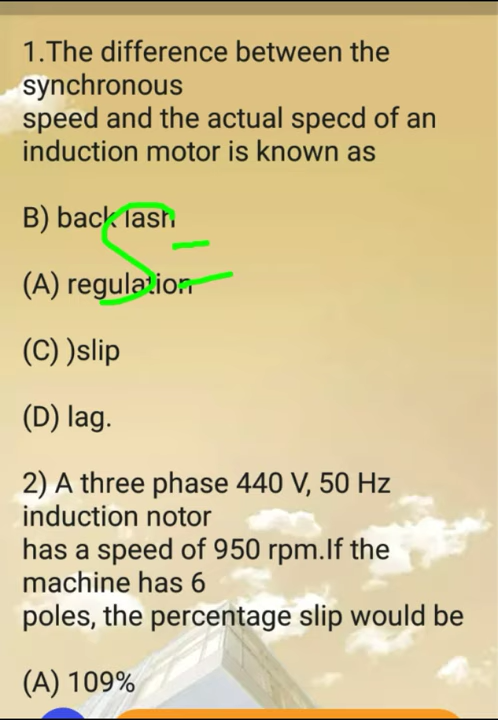 1.The difference between the
synchronous
speed and the actual specd of an
induction motor is known as
B) back lash
(A) regulation
(C) )slip
(D) lag.
2) A three phase 440 V, 50 Hz
induction notor
has a speed of 950 rpm.If the
machine has 6
poles, the percentage slip would be
(A) 109%
S =